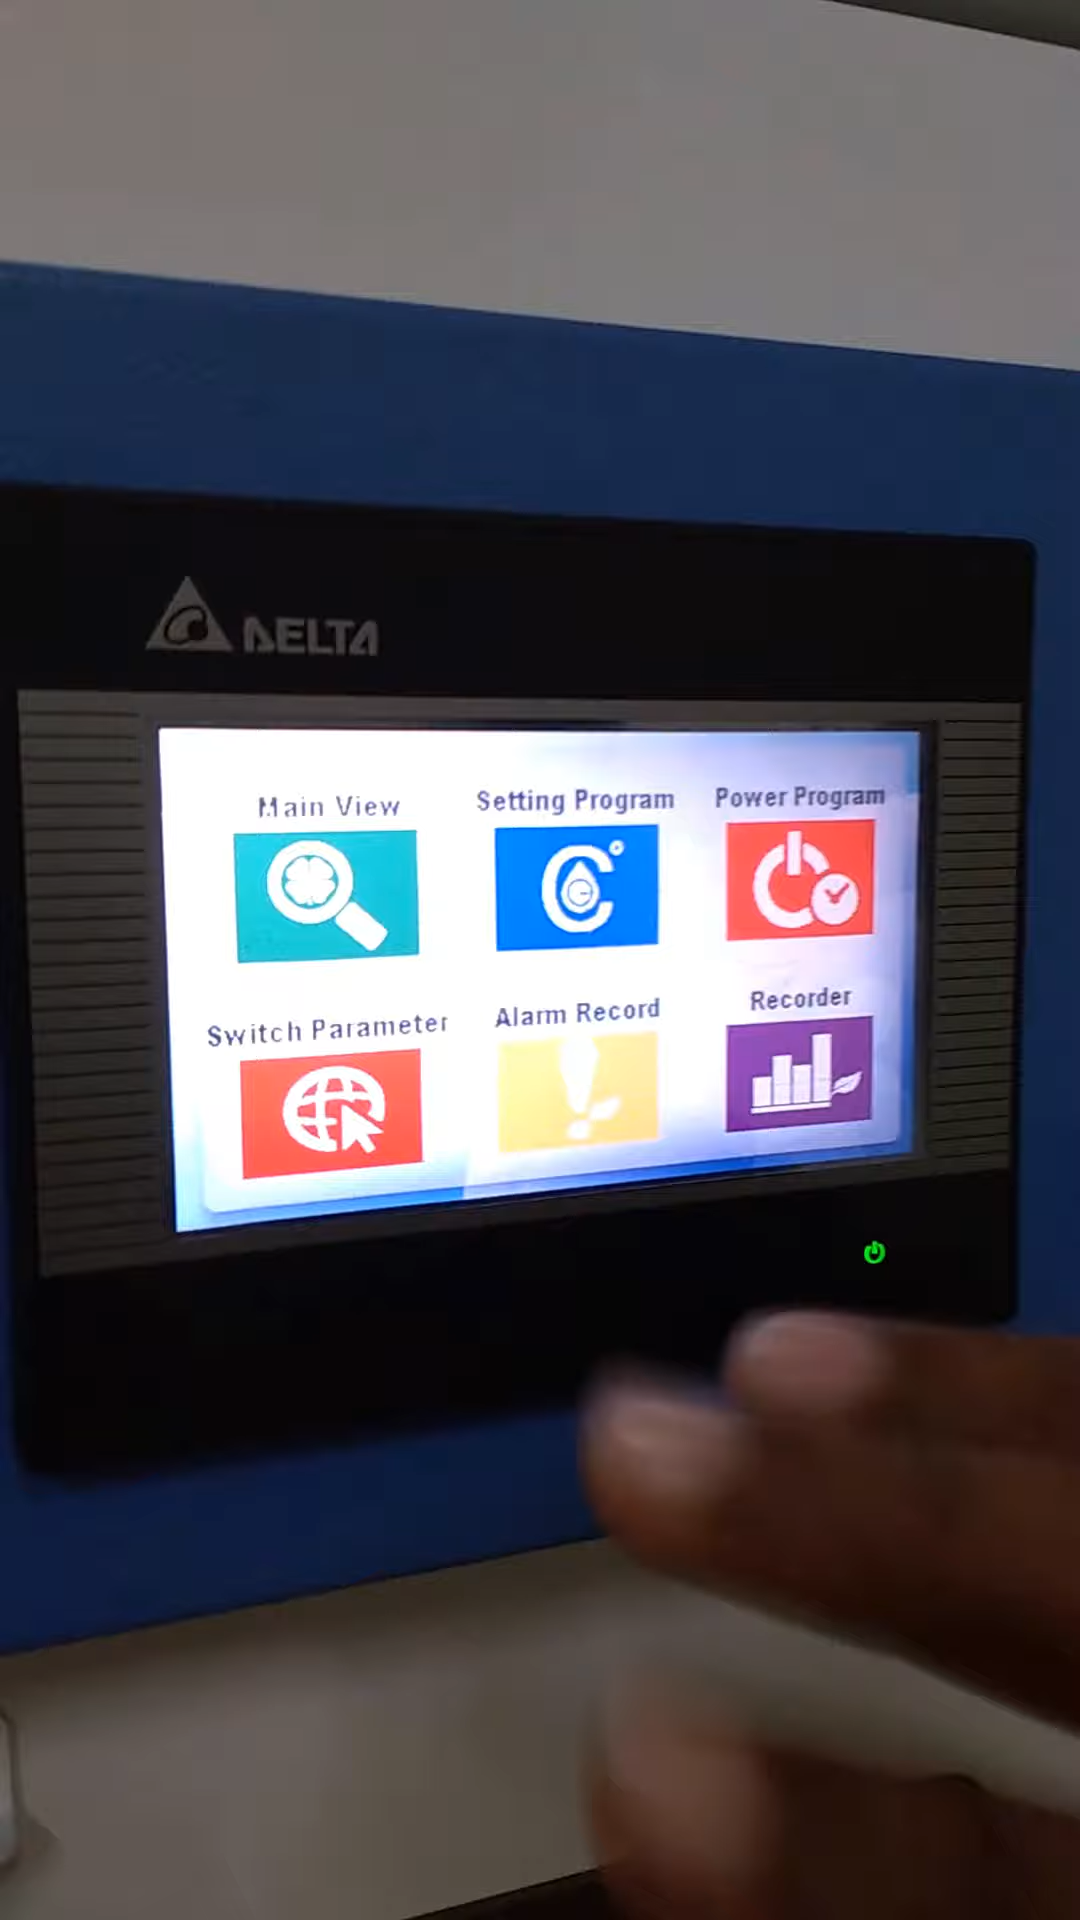 DELTA
Main View
Setting Program
Power Program
Switch Parameter
Alarm Record
Recorder